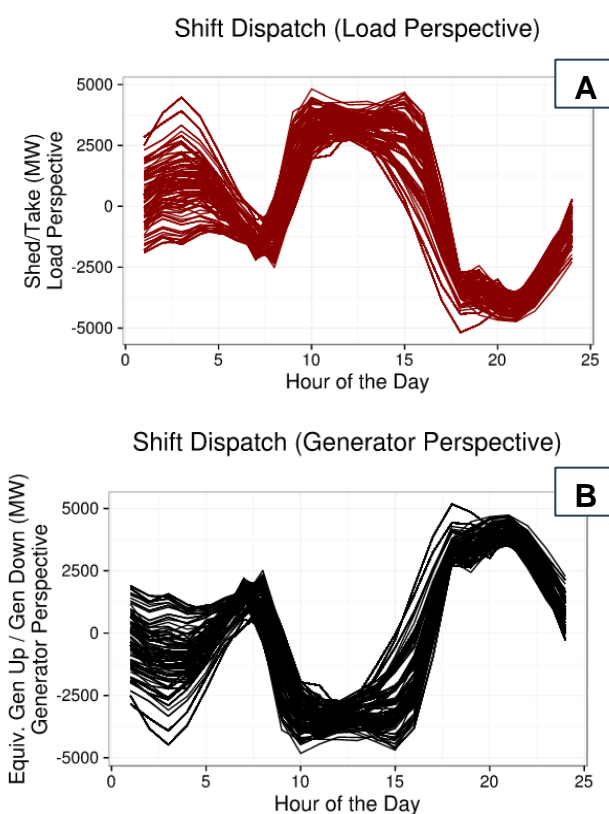 Shift Dispatch (Load Perspective)
A
Shed/Take (MW)
Load Perspective
5000
2500
0
-2500
-5000
0 5 10 15 20 25
Hour of the Day
Shift Dispatch (Generator Perspective)
B
Equiv. Gen Up / Gen Down (MW)
Generator Perspective
5000
2500
0
-2500
-5000
0 5 10 15 20 25
Hour of the Day